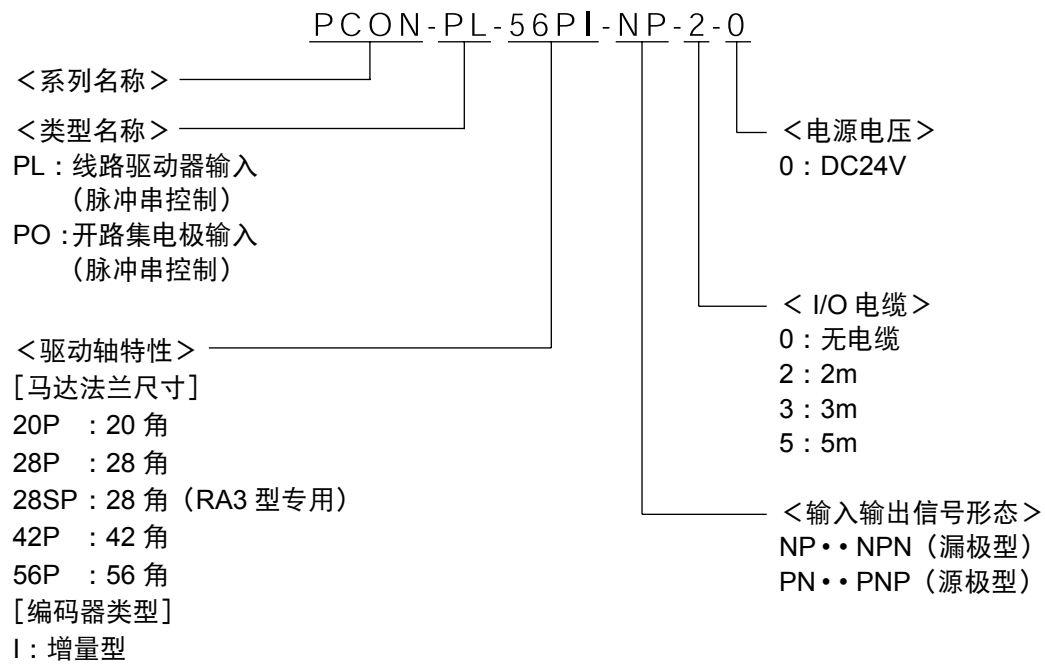 PCON-PL-56PI-NP-2-0
＜系列名称＞
＜类型名称＞
PL：线路驱动器输入
（脉冲串控制）
PO：开路集电极输入
（脉冲串控制）
＜驱动轴特性＞
［马达法兰尺寸］
20P ：20 角
28P ：28 角
28SP：28 角（RA3 型专用）
42P ：42 角
56P ：56 角
［编码器类型］
I：增量型
＜电源电压＞
0：DC24V
＜ I/O 电缆＞
0：无电缆
2：2m
3：3m
5：5m
＜输入输出信号形态＞
NP・・NPN（漏极型）
PN・・PNP（源极型）